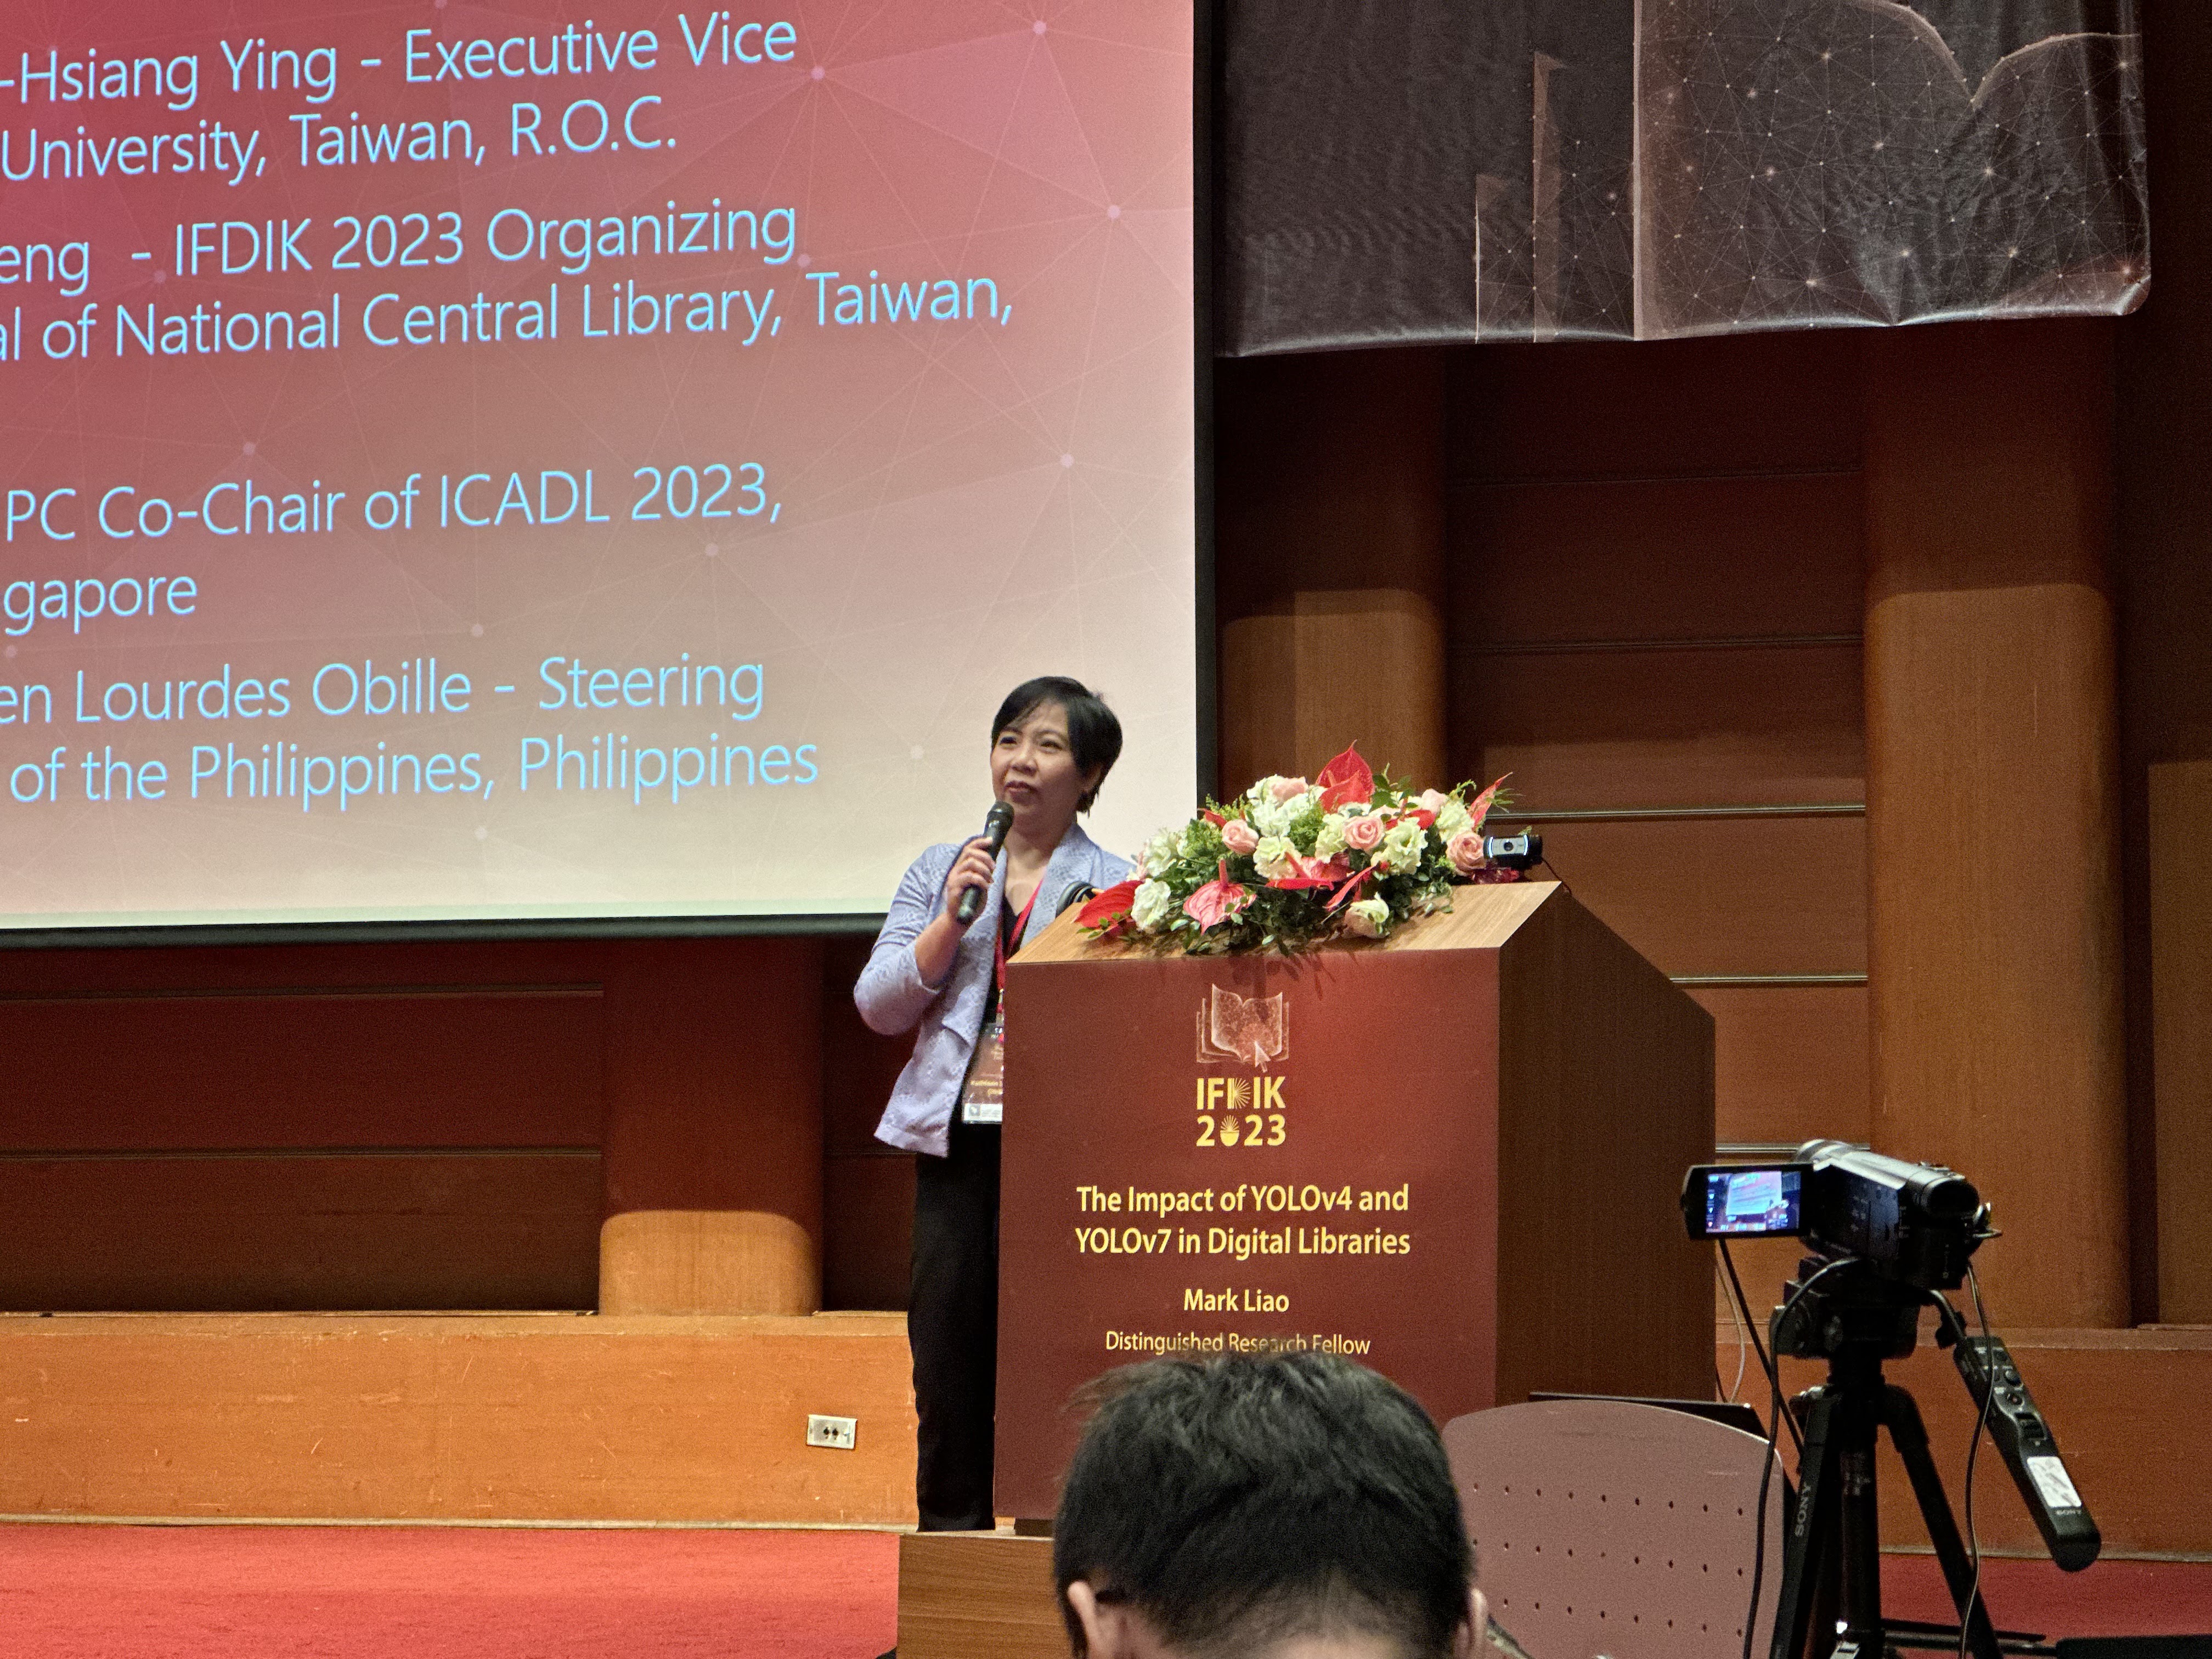 -Hsiang Ying - Executive Vice
University, Taiwan, R.O.C.
eng - IFDIK 2023 Organizing
al of National Central Library, Taiwan,
PC Co-Chair of ICADL 2023,
gapore
en Lourdes Obille - Steering
of the Philippines, Philippines
IFDIK
2023
The Impact of YOLOv4 and
YOLOv7 in Digital Libraries
Mark Liao
Distinguished Research Fellow
SONY
SONY